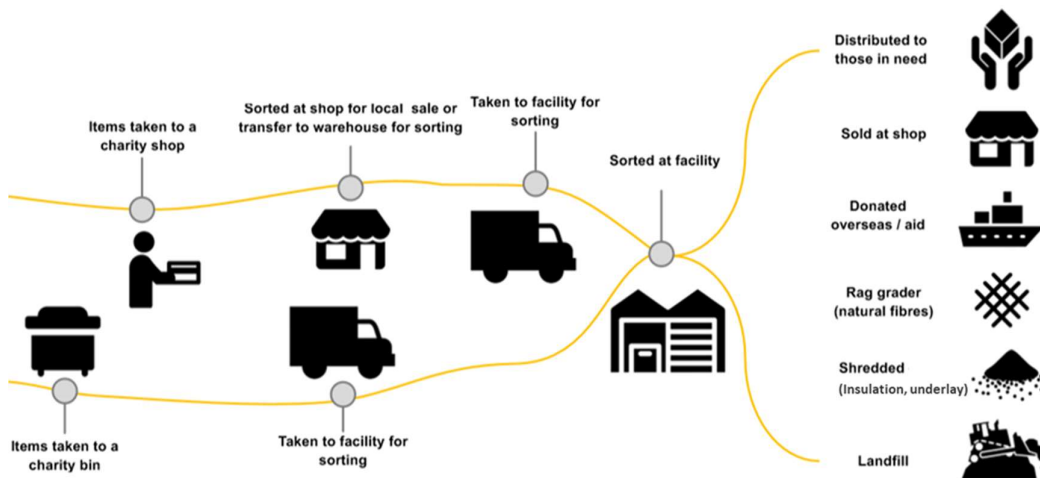 Items taken to a
charity shop
Sorted at shop for local sale or
transfer to warehouse for sorting
Taken to facility for
sorting
Sorted at facility
Items taken to a
charity bin
Taken to facility for
sorting
Distributed to
those in need
Sold at shop
Donated
overseas / aid
Rag grader
(natural fibres)
Shredded
(Insulation, underlay)
Landfill